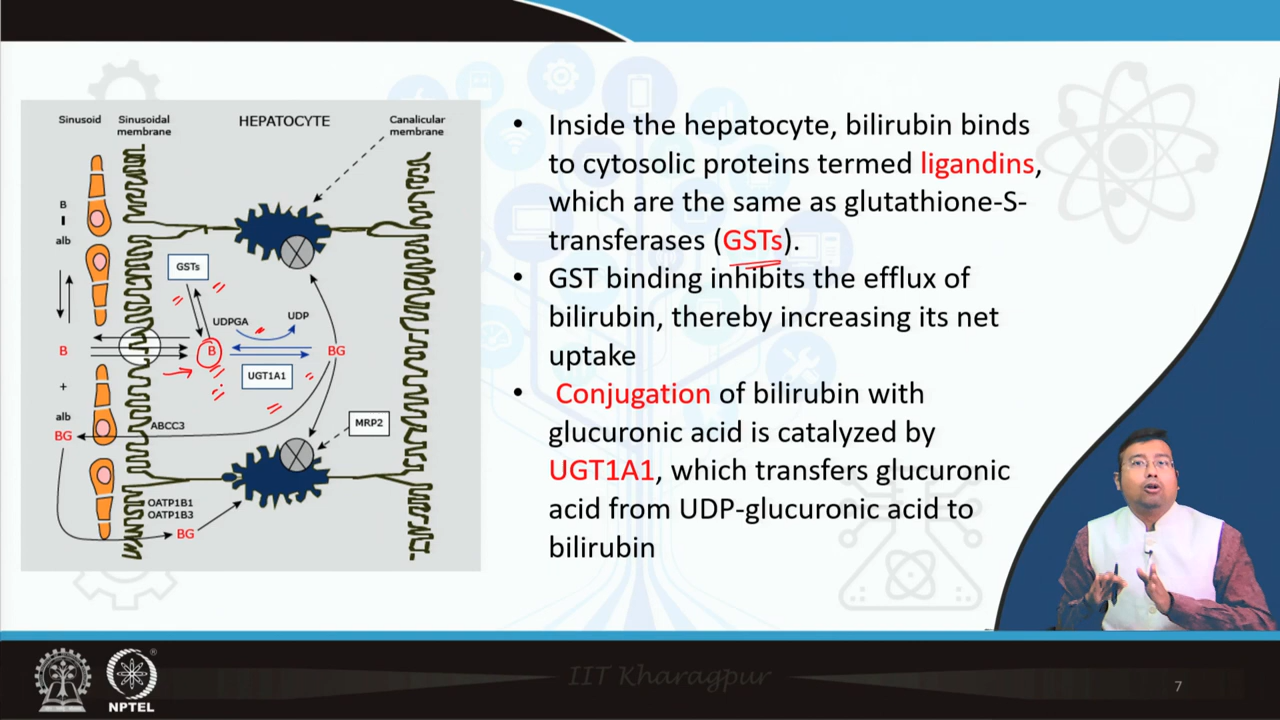 Sinusoid
Sinusoidal
membrane
HEPATOCYTE
Canalicular
membrane
B
alb
GSTs
UDPGA
UDP
B
B
BG
UGT1A1
+
alb
BG
ABCC3
MRP2
OATP1B1
OATP1B3
BG
• Inside the hepatocyte, bilirubin binds
to cytosolic proteins termed ligandins,
which are the same as glutathione-S-
transferases (GSTs).
• GST binding inhibits the efflux of
bilirubin, thereby increasing its net
uptake
• Conjugation of bilirubin with
glucuronic acid is catalyzed by
UGT1A1, which transfers glucuronic
acid from UDP-glucuronic acid to
bilirubin
NPTEL
IIT Kharagpur
7